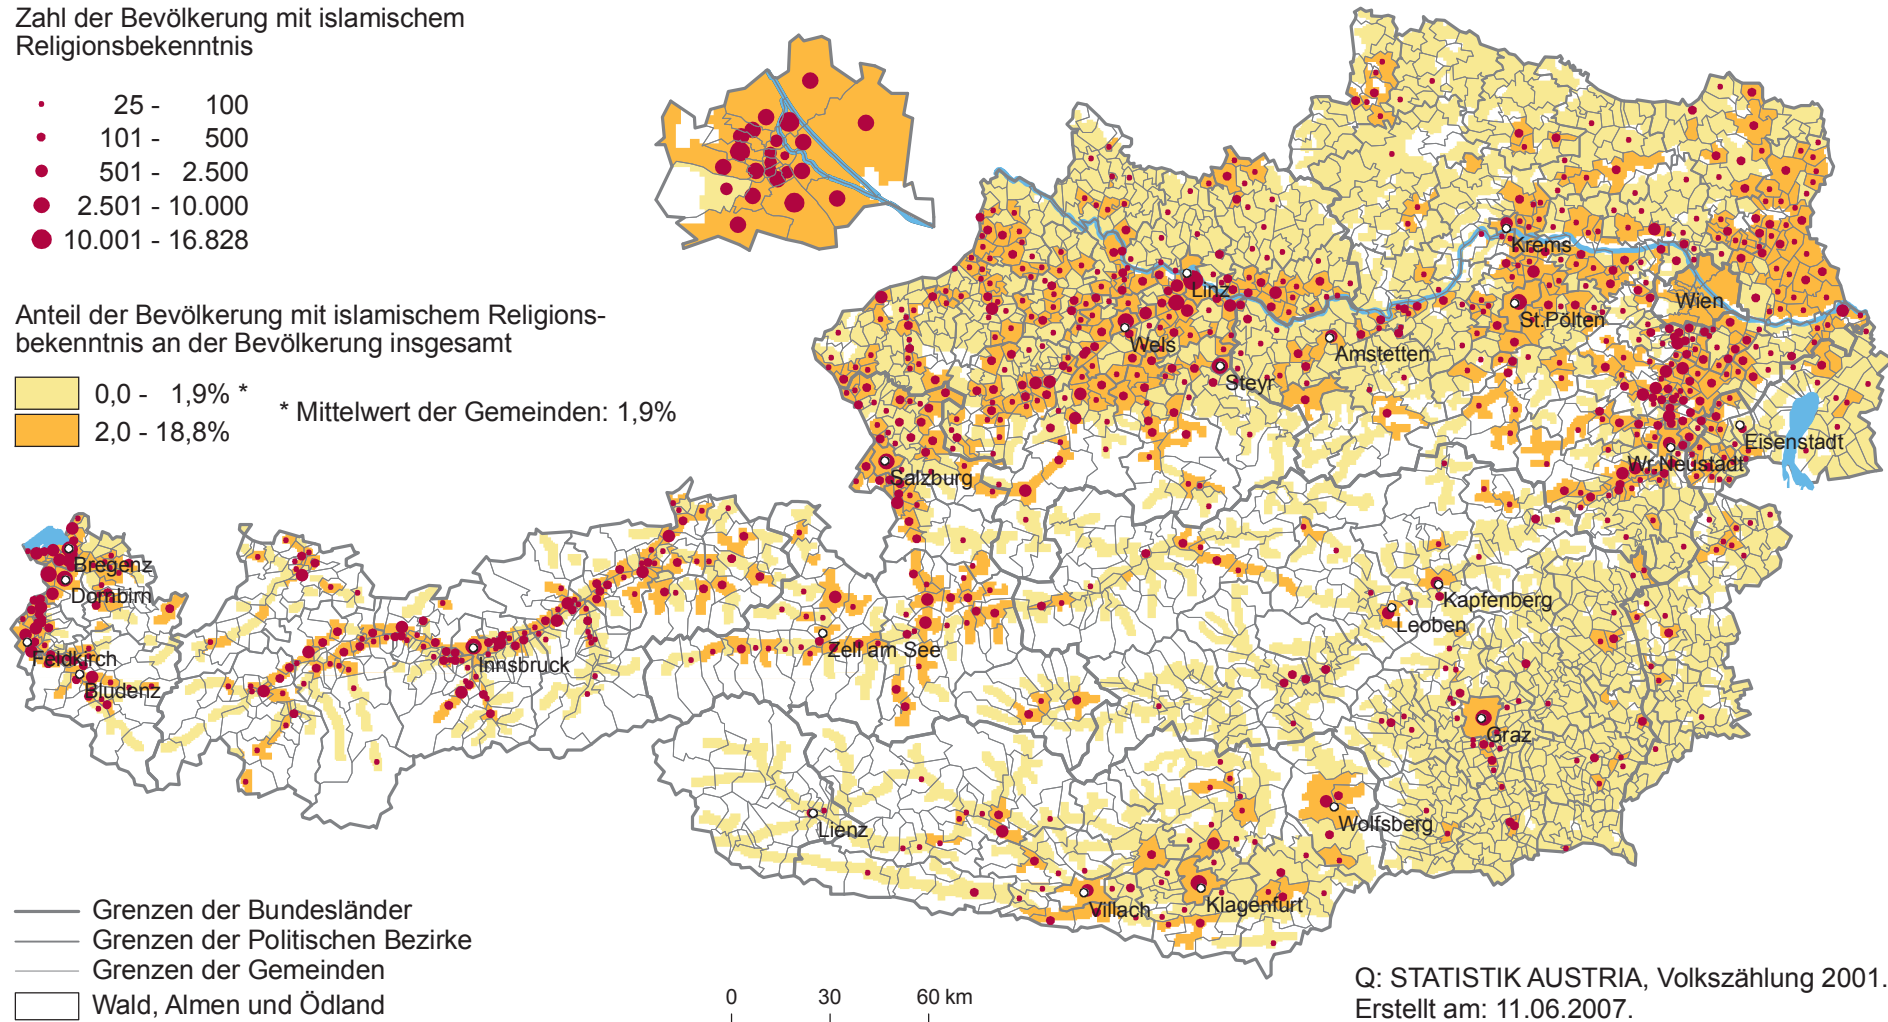 Zahl der Bevölkerung mit islamischem
Religionsbekenntnis
25 - 100
101 - 500
501 - 2.500
2.501 - 10.000
10.001 - 16.828
Anteil der Bevölkerung mit islamischem Religions-
bekenntnis an der Bevölkerung insgesamt
0,0 - 1,9% *
2,0 - 18,8%
* Mittelwert der Gemeinden: 1,9%
Krems
Linz
Wien
St.Pölten
Wels
Amstetten
Steyr
Eisenstadt
Wr.Neustadt
Salzburg
Bregenz
Dornbirn
Kapfenberg
Leoben
Feldkirch
Innsbruck
Zell am See
Bludenz
Graz
Lienz
Wolfsberg
Villach
Klagenfurt
Grenzen der Bundesländer
Grenzen der Politischen Bezirke
Grenzen der Gemeinden
Wald, Almen und Ödland
0 30 60 km
Q: STATISTIK AUSTRIA, Volkszählung 2001.
Erstellt am: 11.06.2007.